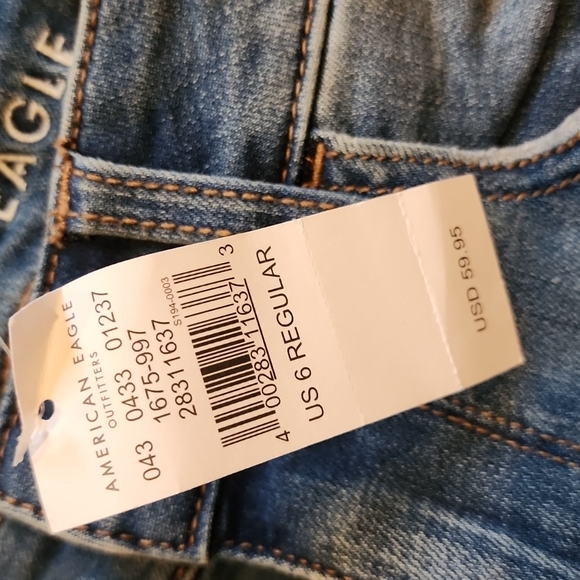 EAGLE
AMERICAN EAGLE
OUTFITTERS
043 0433 01237
1675-997
28311637
S194-0003
4 00283 11637 3
US 6 REGULAR
USD 59.95